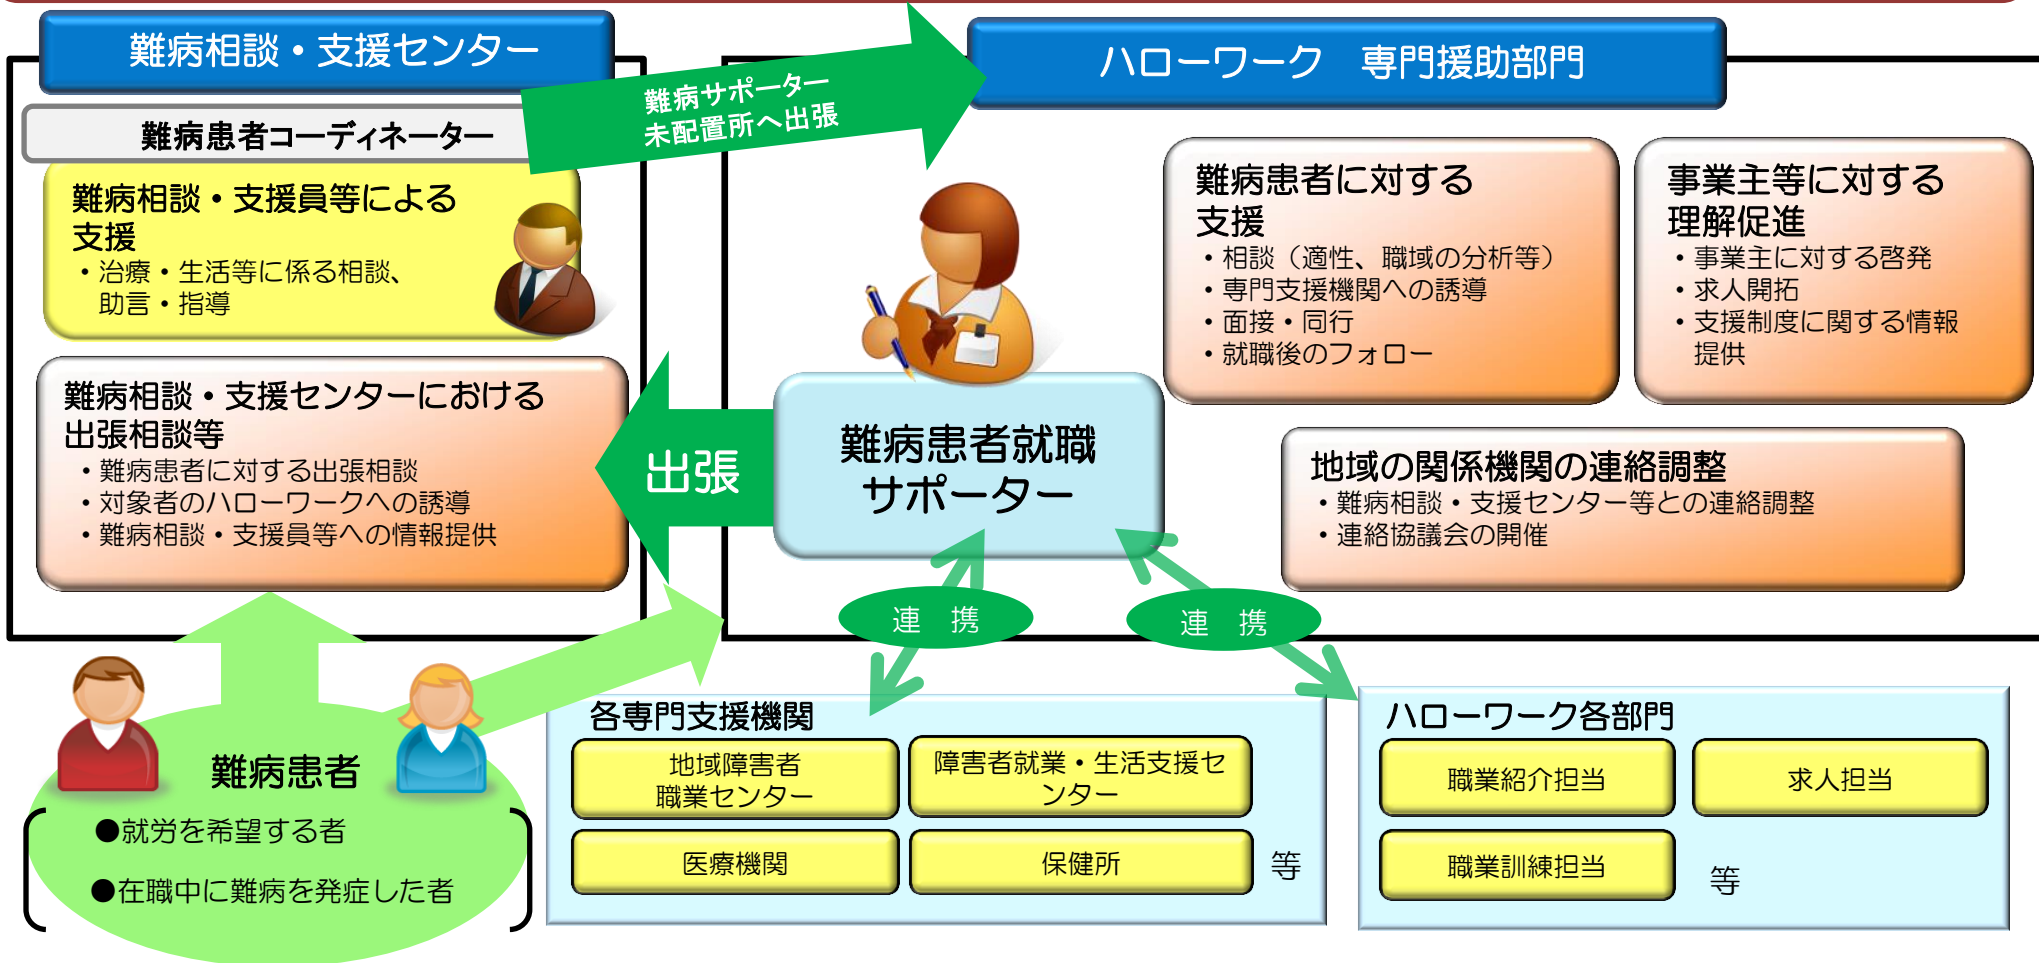 難病相談・支援センター
難病患者コーディネーター
難病相談・支援員等による
支援
・治療・生活等に係る相談、
助言・指導
難病相談・支援センターにおける
出張相談等
・難病患者に対する出張相談
・対象者のハローワークへの誘導
・難病相談・支援員等への情報提供
難病サポーター
未配置所へ出張
ハローワーク　専門援助部門
難病患者に対する
支援
・相談（適性、職域の分析等）
・専門支援機関への誘導
・面接・同行
・就職後のフォロー
事業主等に対する
理解促進
・事業主に対する啓発
・求人開拓
・支援制度に関する情報
提供
出張
難病患者就職
サポーター
地域の関係機関の連絡調整
・難病相談・支援センター等との連絡調整
・連絡協議会の開催
連　携
連　携
難病患者
●就労を希望する者
●在職中に難病を発症した者
各専門支援機関
地域障害者
職業センター
障害者就業・生活支援セ
ンター
医療機関
保健所
等
ハローワーク各部門
職業紹介担当
求人担当
職業訓練担当
等